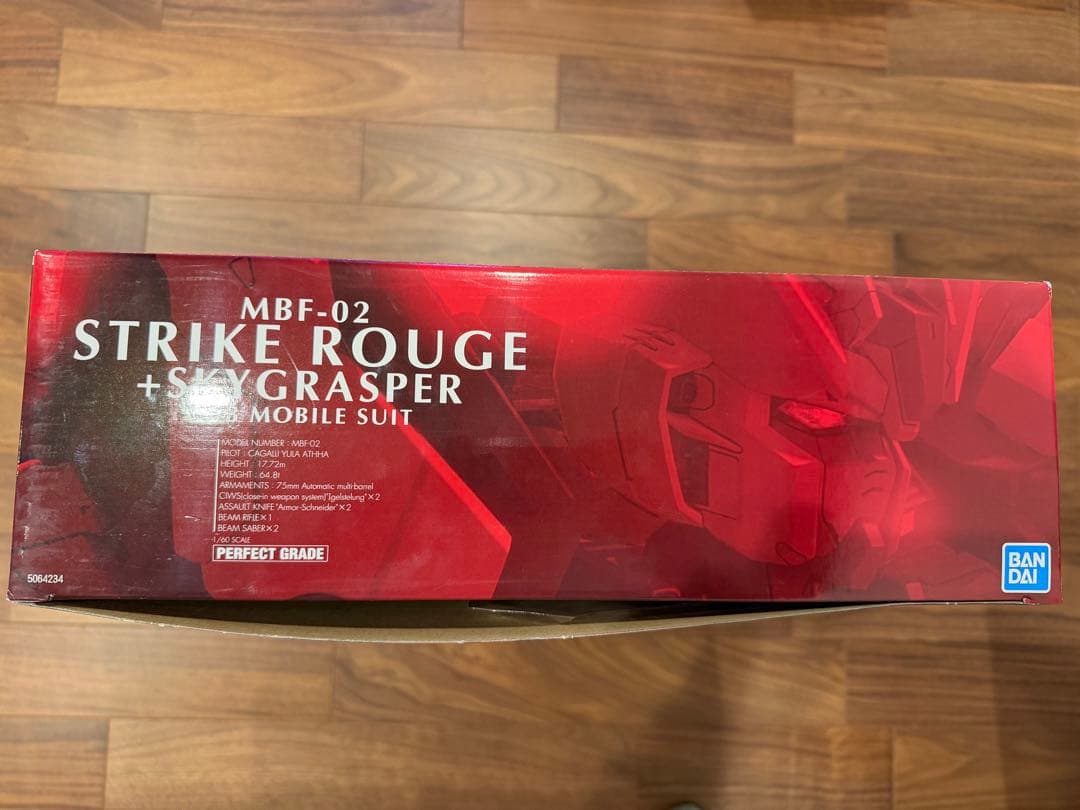 MBF-02
STRIKE ROUGE
+SKYGRASPER
MOBILE SUIT
MODEL NUMBER : MBF-02
PILOT : CAGALLI YULA ATHHA
HEIGHT : 17.72m
WEIGHT : 64.8t
ARMAMENTS : 75mm Automatic multi-barrel
CIWS(close-in weapon system)"Igelstelung"×2
ASSAULT KNIFE "Armor-Schneider"×2
BEAM RIFLE×1
BEAM SABER×2
1/60 SCALE
PERFECT GRADE
5064234
BAN
DAI